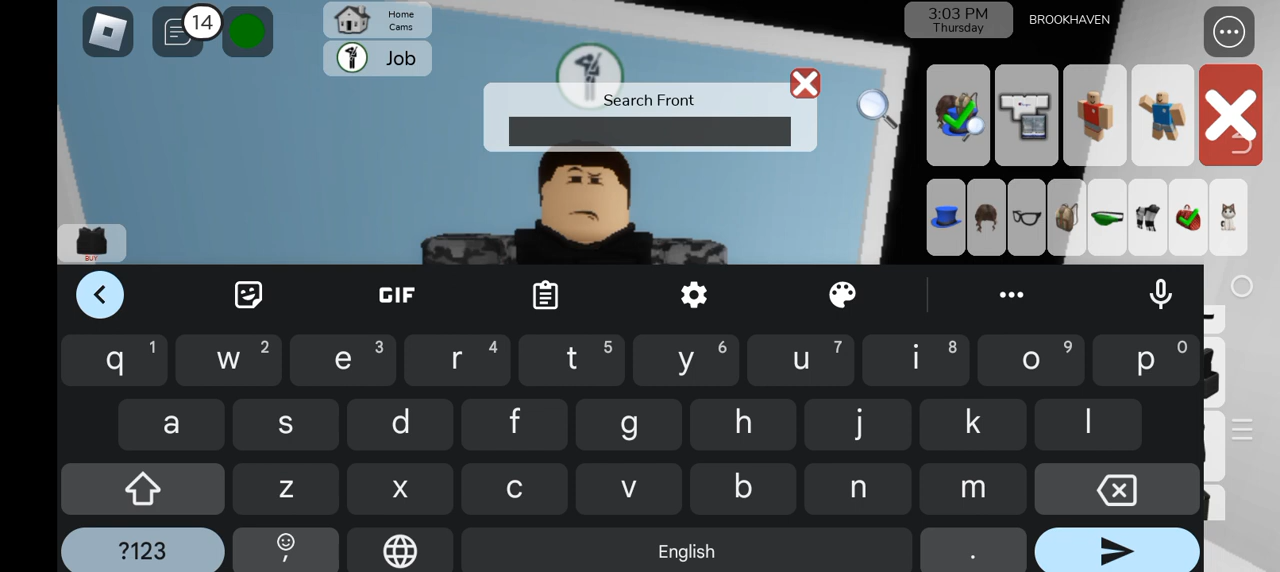 14
Home
Cams
Job
3:03 PM
Thursday
BROOKHAVEN
Search Front
BUY
GIF
q 1 w 2 e 3 r 4 t 5 y 6 u 7 i 8 o 9 p 0
a s d f g h j k l
z x c v b n m
?123 , English .